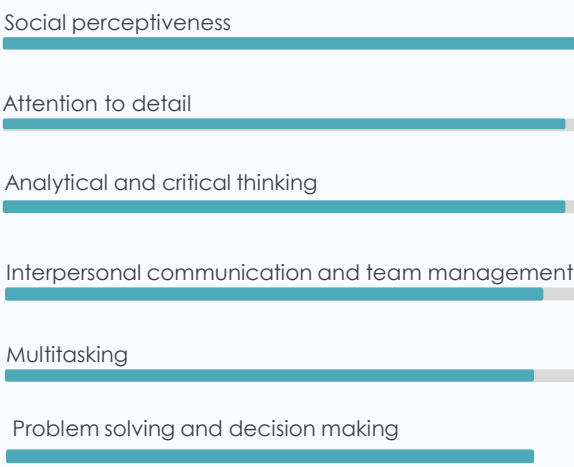 Social perceptiveness
Attention to detail
Analytical and critical thinking
Interpersonal communication and team management
Multitasking
Problem solving and decision making